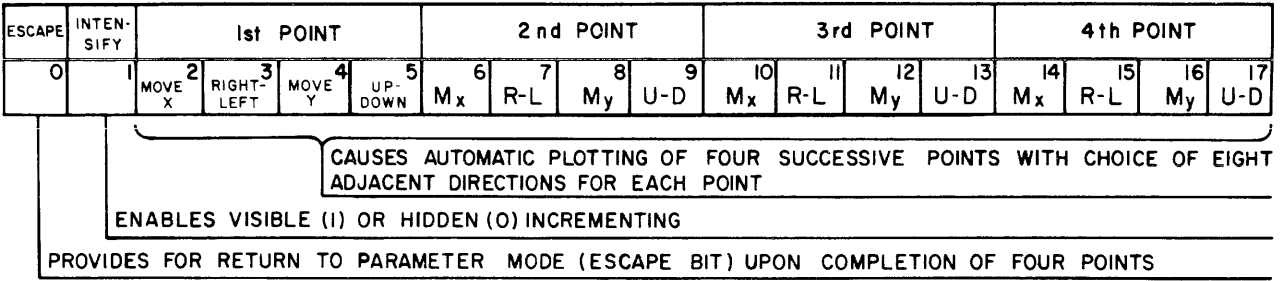 ESCAPE INTEN-SIFY 1st POINT 2nd POINT 3rd POINT 4th POINT
0 1 2 3 4 5 6 7 8 9 10 11 12 13 14 15 16 17
MOVE X RIGHT-LEFT MOVE Y UP-DOWN Mx R-L My U-D Mx R-L My U-D Mx R-L My U-D
CAUSES AUTOMATIC PLOTTING OF FOUR SUCCESSIVE POINTS WITH CHOICE OF EIGHT
ADJACENT DIRECTIONS FOR EACH POINT
ENABLES VISIBLE (1) OR HIDDEN (0) INCREMENTING
PROVIDES FOR RETURN TO PARAMETER MODE (ESCAPE BIT) UPON COMPLETION OF FOUR POINTS